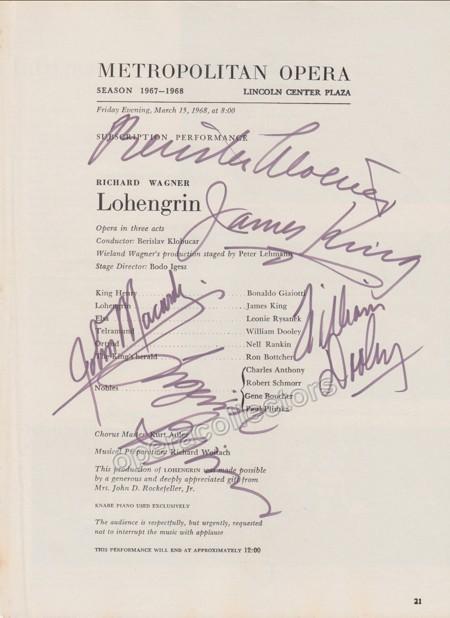 METROPOLITAN OPERA
SEASON 1967–1968 LINCOLN CENTER PLAZA
Friday Evening, March 15, 1968, at 8:00
SUBSCRIPTION PERFORMANCE
RICHARD WAGNER
Lohengrin
James King
Opera in three acts
Conductor: Berislav Klobucar
Wieland Wagner's production staged by Peter Lehmann
Stage Director: Bodo Igesz
King Henry Bonaldo Giaiotti
Lohengrin James King
Elsa Leonie Rysanek
Telramund William Dooley
Ortrud Nell Rankin
The King's herald Ron Bottcher
Nobles Charles Anthony
Robert Schmorr
Gene Boucher
Paul Plishka
William Dooley
Chorus Master Kurt Adler
Musical Preparation Richard Woitach
operacollectors
This production of LOHENGRIN was made possible
by a generous and deeply appreciated gift from
Mrs. John D. Rockefeller, Jr.
KNABE PIANO USED EXCLUSIVELY
The audience is respectfully, but urgently, requested
not to interrupt the music with applause
THIS PERFORMANCE WILL END AT APPROXIMATELY 12:00
21